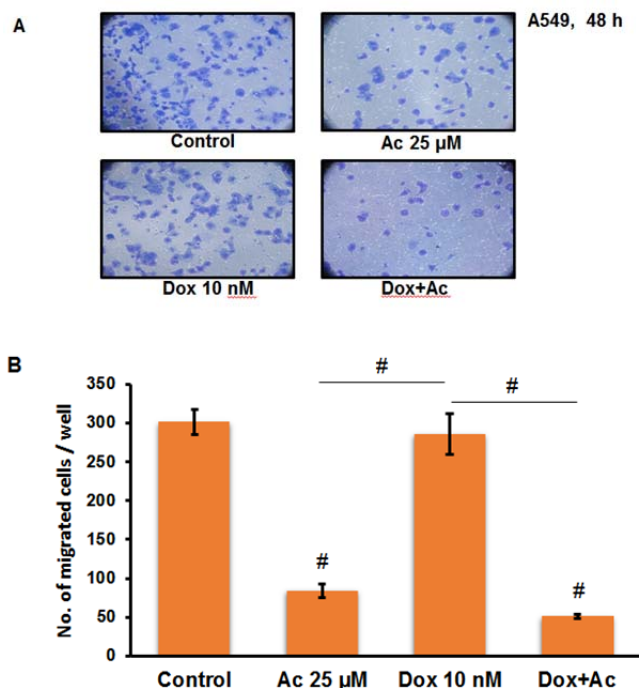 A
A549, 48 h
Control
Ac 25 µM
Dox 10 nM
Dox+Ac
B
No. of migrated cells / well
350
300
250
200
150
100
50
0
#
#
#
#
Control
Ac 25 µM
Dox 10 nM
Dox+Ac